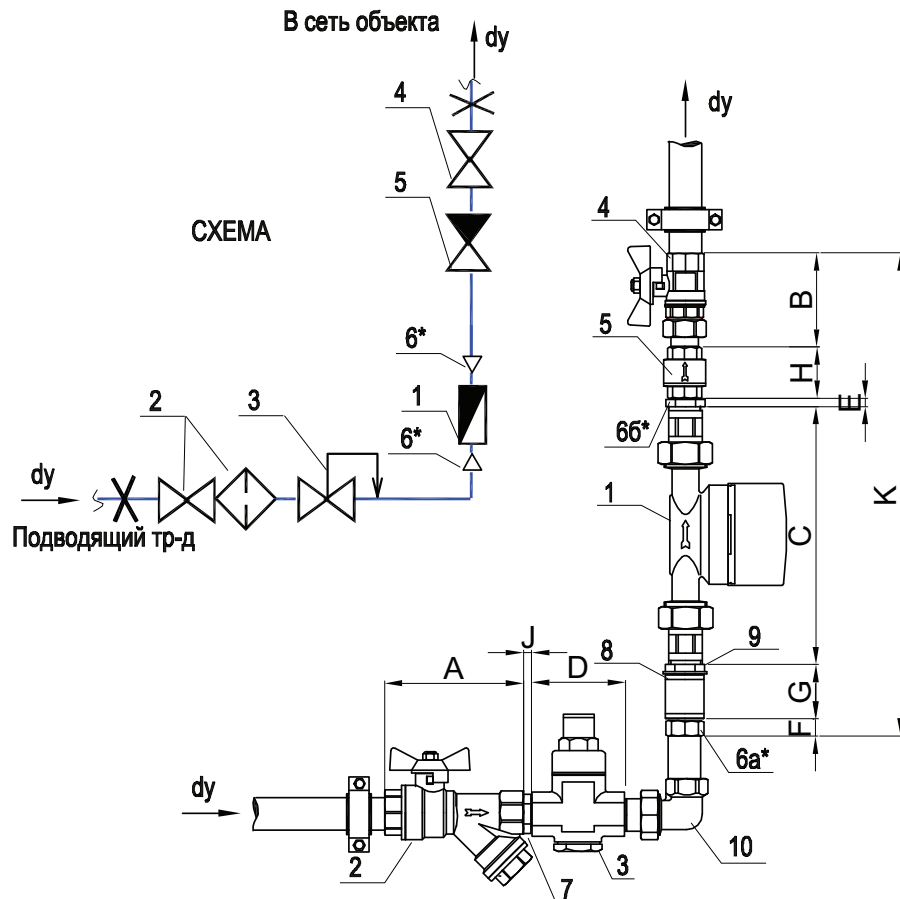 В сеть объекта
dy
4
5
СХЕМА
6*
1
6*
2
3
dy
Подводящий тр-д
dy
4
B
5
H
E
6б*
K
1
C
8
9
G
F
6а*
J
A
D
dy
2
7
3
10